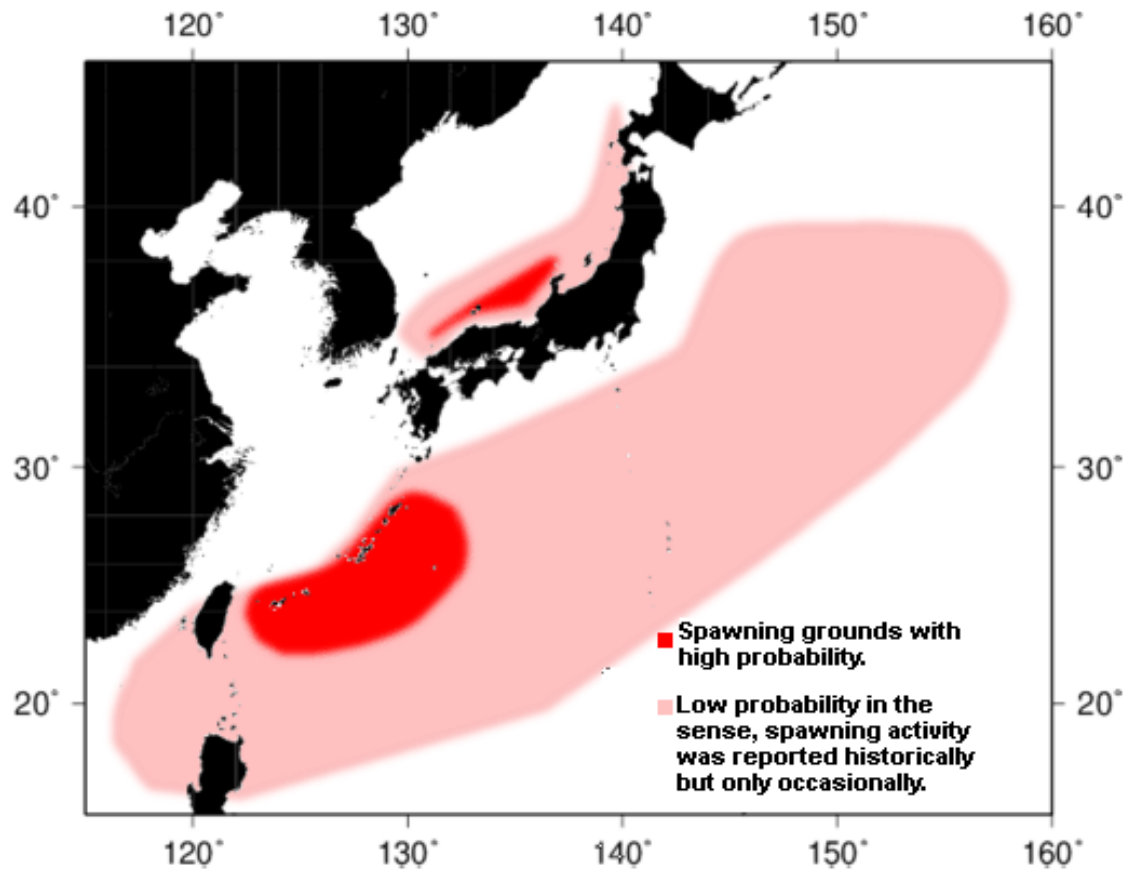 120° 130° 140° 150° 160°
40° 40°
30° 30°
Spawning grounds with
high probability.
20° 20°
Low probability in the
sense, spawning activity
was reported historically
but only occasionally.
120° 130° 140° 150° 160°